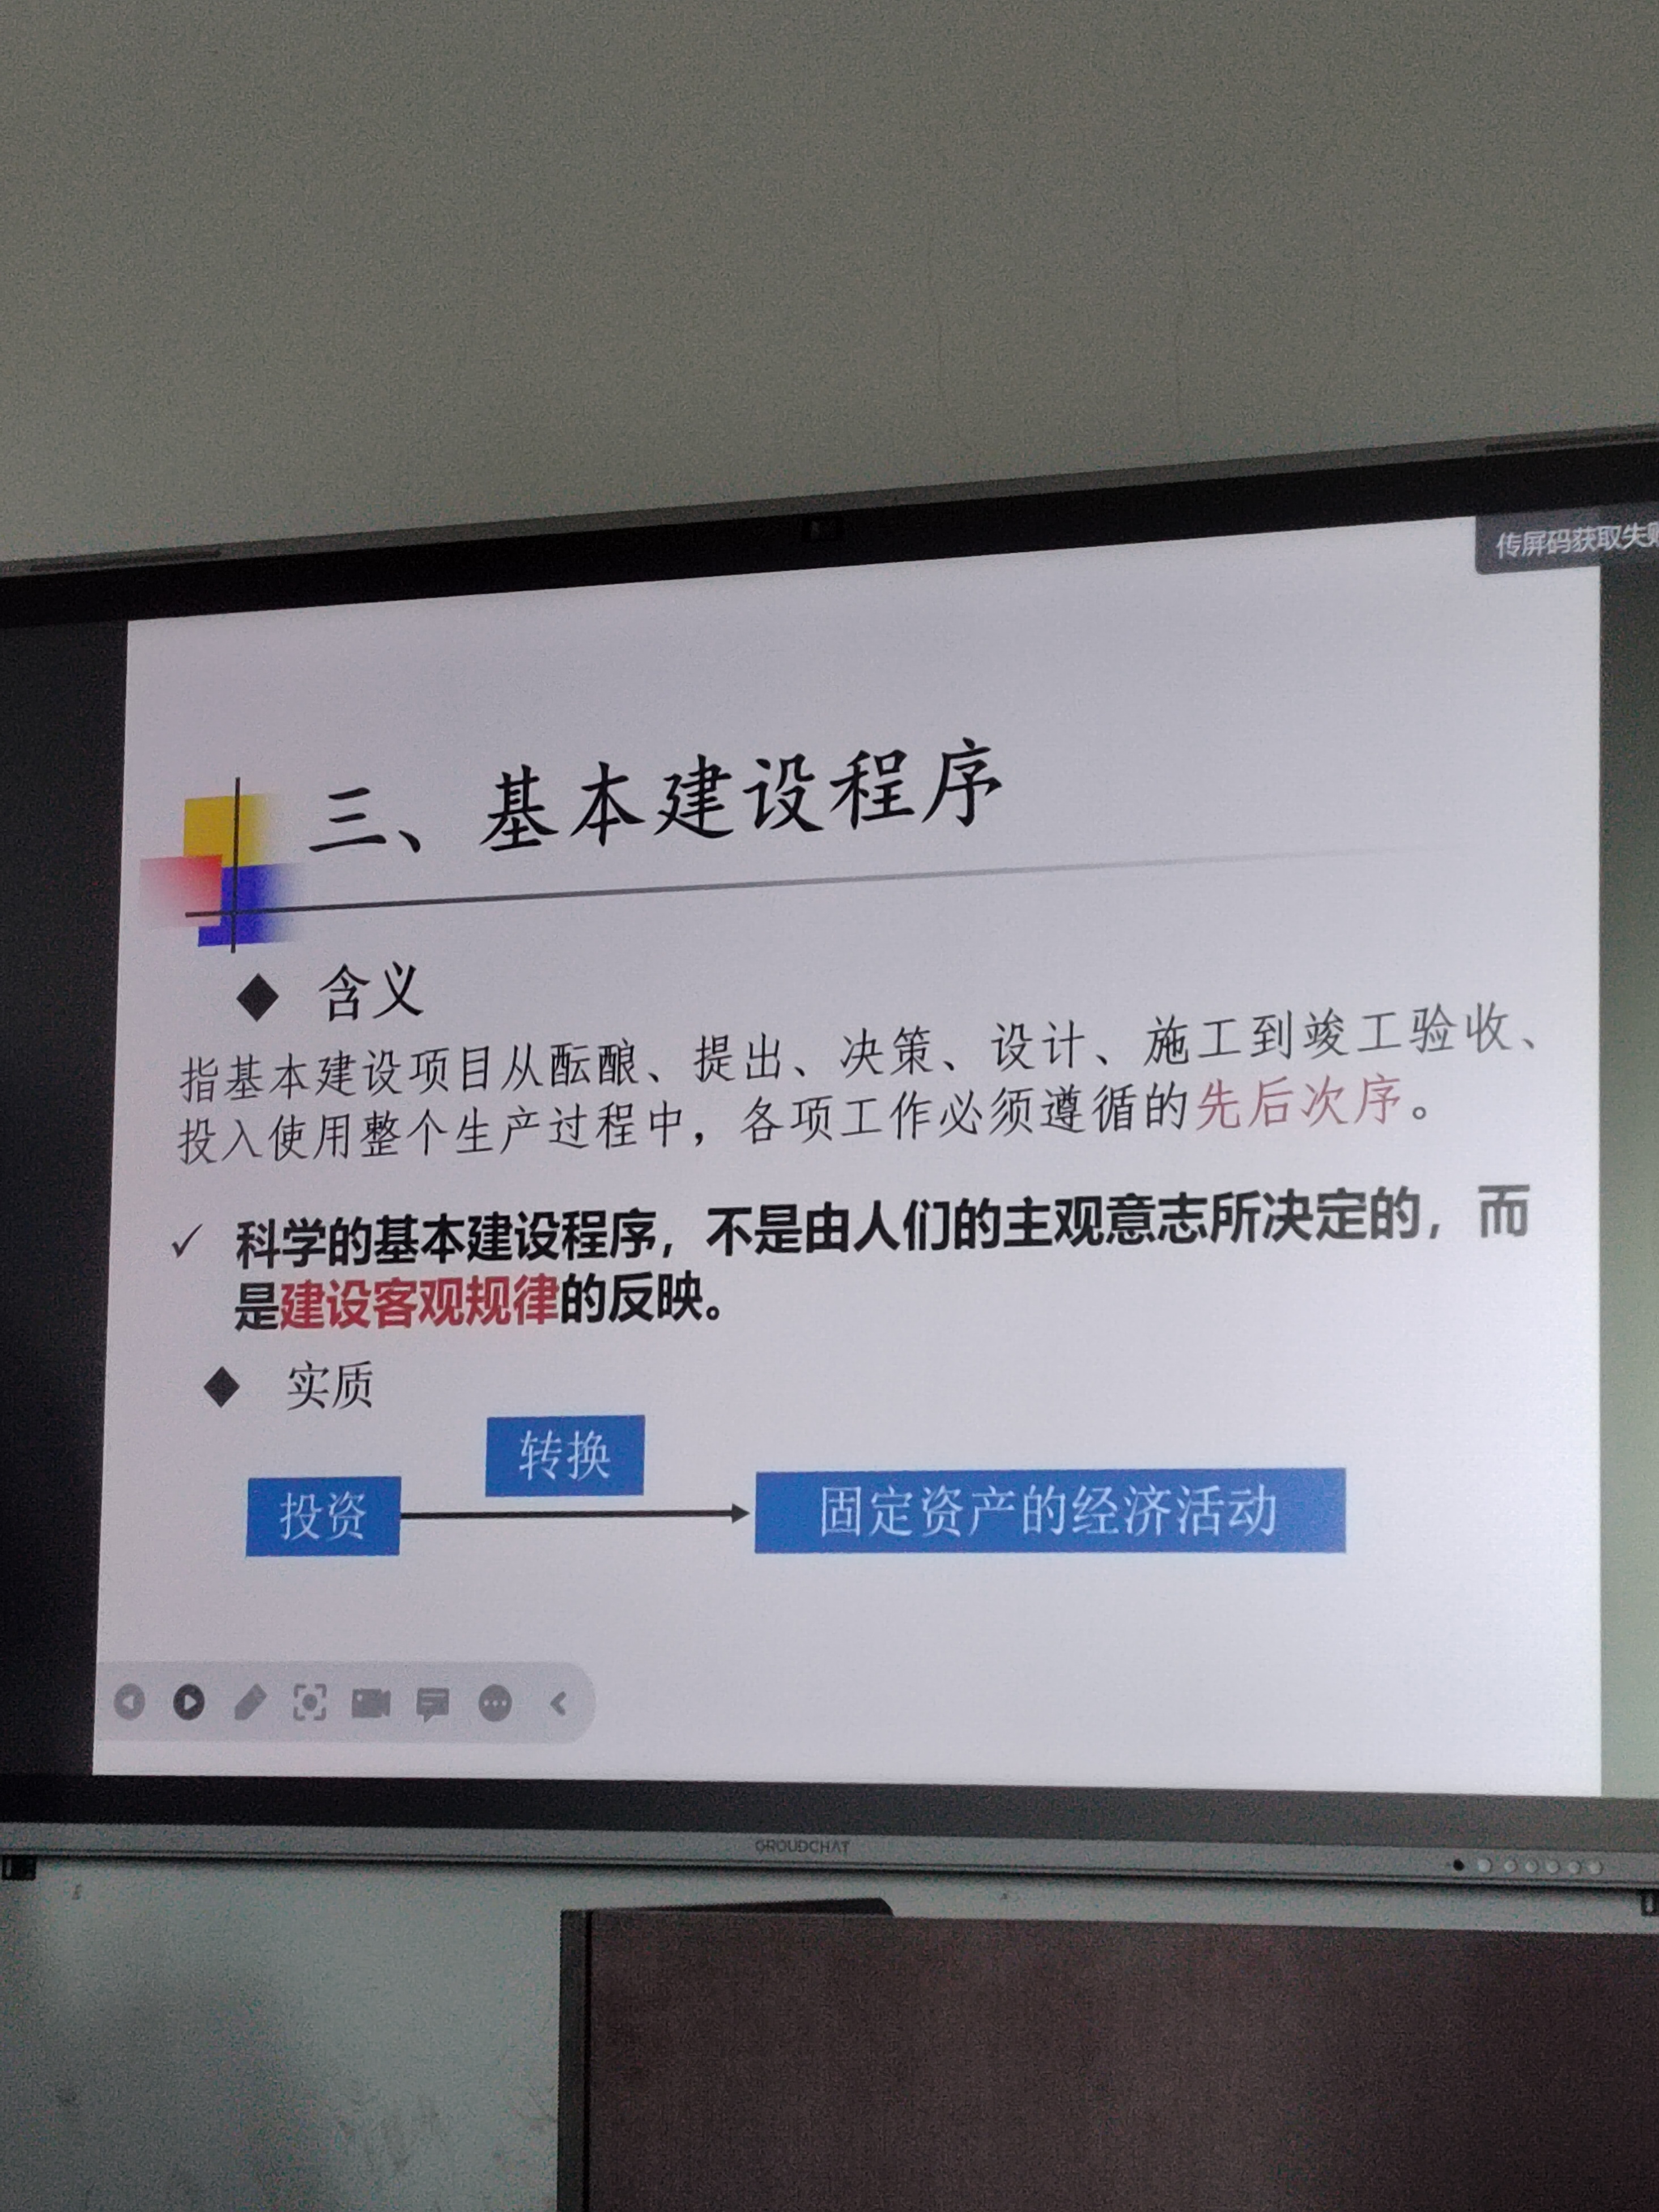 传屏码获取失败
三、基本建设程序
◆ 含义
指基本建设项目从酝酿、提出、决策、设计、施工到竣工验收、
投入使用整个生产过程中，各项工作必须遵循的先后次序。
✓ 科学的基本建设程序，不是由人们的主观意志所决定的，而
是建设客观规律的反映。
◆ 实质
转换
投资
固定资产的经济活动
GROUDCHAT